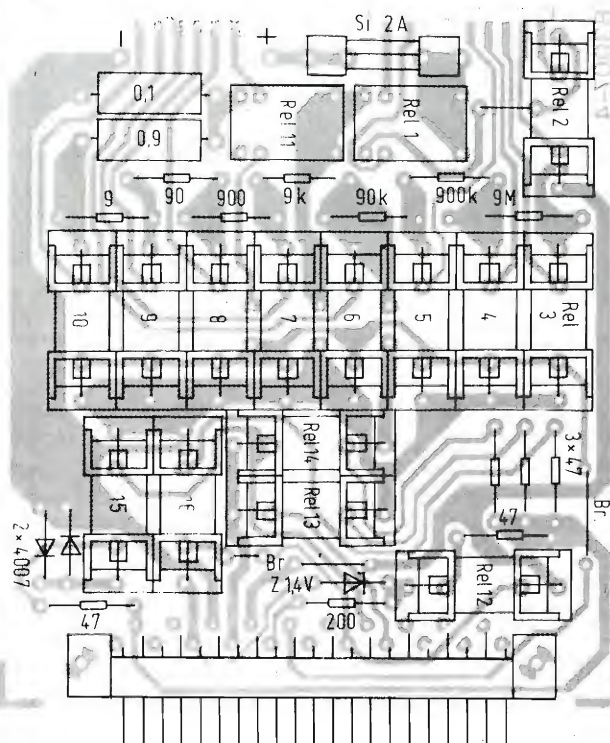 − + Si 2A
0,1
0,9
Rel 11
Rel 1
Rel 2
9 90 900 9k 90k 900k 9M
10 9 8 7 6 5 4 Rel 3
15 16 Rel 14
Rel 13
3×47
47
Br.
2×4007
Br
Z 1,4V
200
Rel 12
47